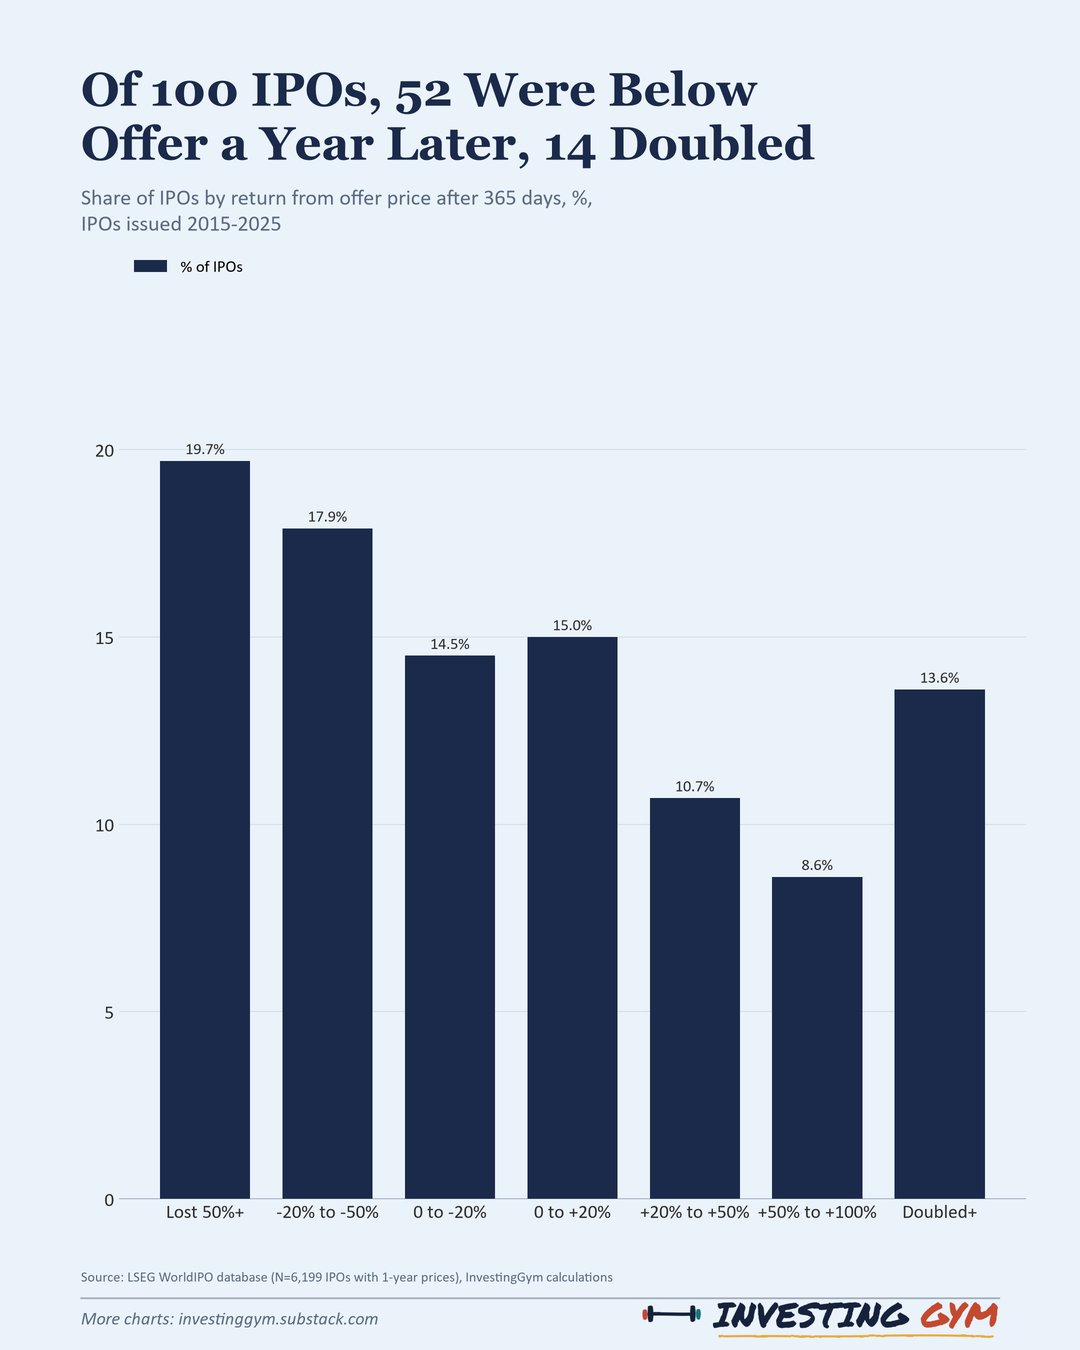 Of 100 IPOs, 52 Were Below
Offer a Year Later, 14 Doubled
Share of IPOs by return from offer price after 365 days, %,
IPOs issued 2015-2025
% of IPOs
20
15
10
5
0
19.7%
17.9%
14.5%
15.0%
10.7%
8.6%
13.6%
Lost 50%+
-20% to -50%
0 to -20%
0 to +20%
+20% to +50%
+50% to +100%
Doubled+
Source: LSEG WorldIPO database (N=6,199 IPOs with 1-year prices), InvestingGym calculations
More charts: investinggym.substack.com
INVESTING GYM